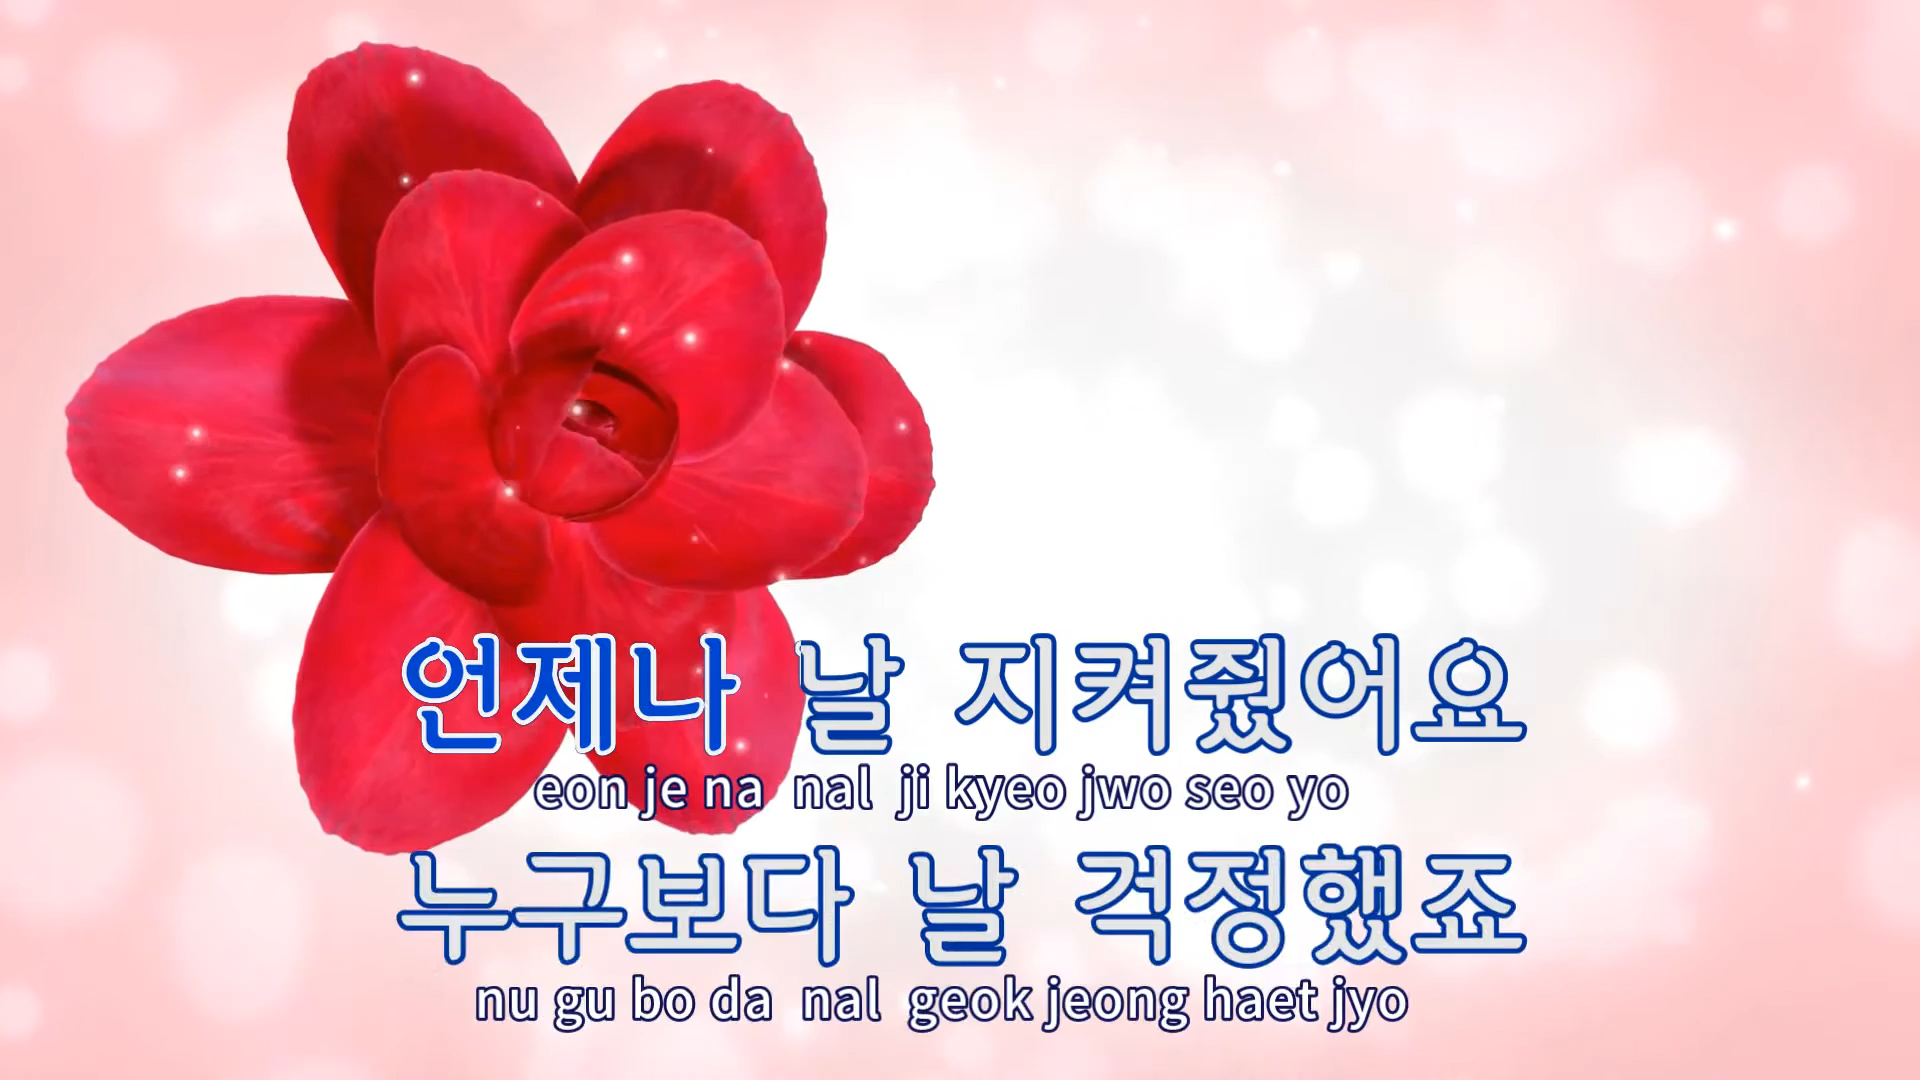 언제나 날 지켜줬어요
eon je na nal ji kyeo jwo seo yo
누구보다 날 걱정했죠
nu gu bo da nal geok jeong haet jyo